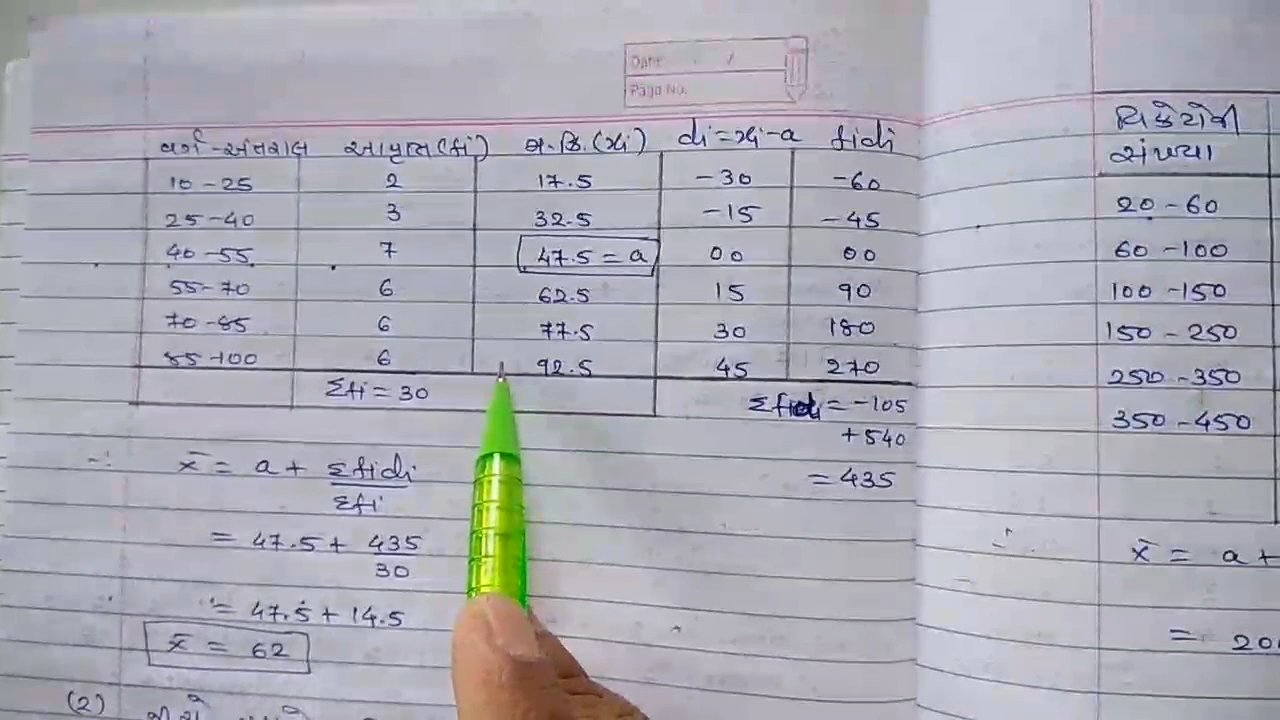 Date / /
Page No.
વર્ગ-અંતરાલ આવૃત્તિ(fi) મ.કિ.(xi) di=xi-a fidi
10-25 2 17.5 -30 -60
25-40 3 32.5 -15 -45
40-55 7 47.5=a 00 00
55-70 6 62.5 15 90
70-85 6 77.5 30 180
85-100 6 92.5 45 270
Σfi=30 Σfidi=-105
+540
=435
∴ x̄ = a + Σfidi
Σfi
= 47.5 + 435
30
= 47.5 + 14.5
x̄ = 62
(2)
વિકેટોની
સંખ્યા
20-60
60-100
100-150
150-250
250-350
350-450
∴ x̄ = a +
= 20